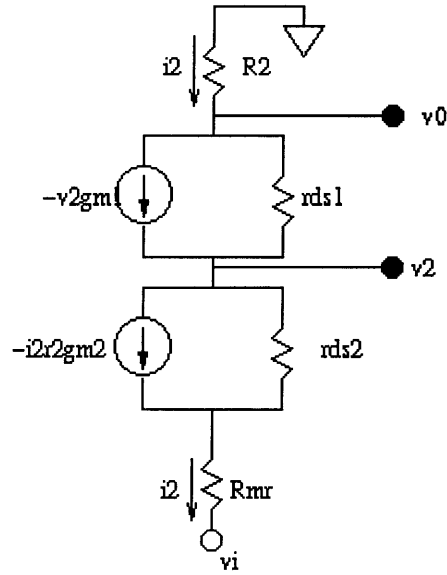 i2 R2
v0
-v2gm1 rds1
v2
-i2r2gm2 rds2
i2 Rmr
vi